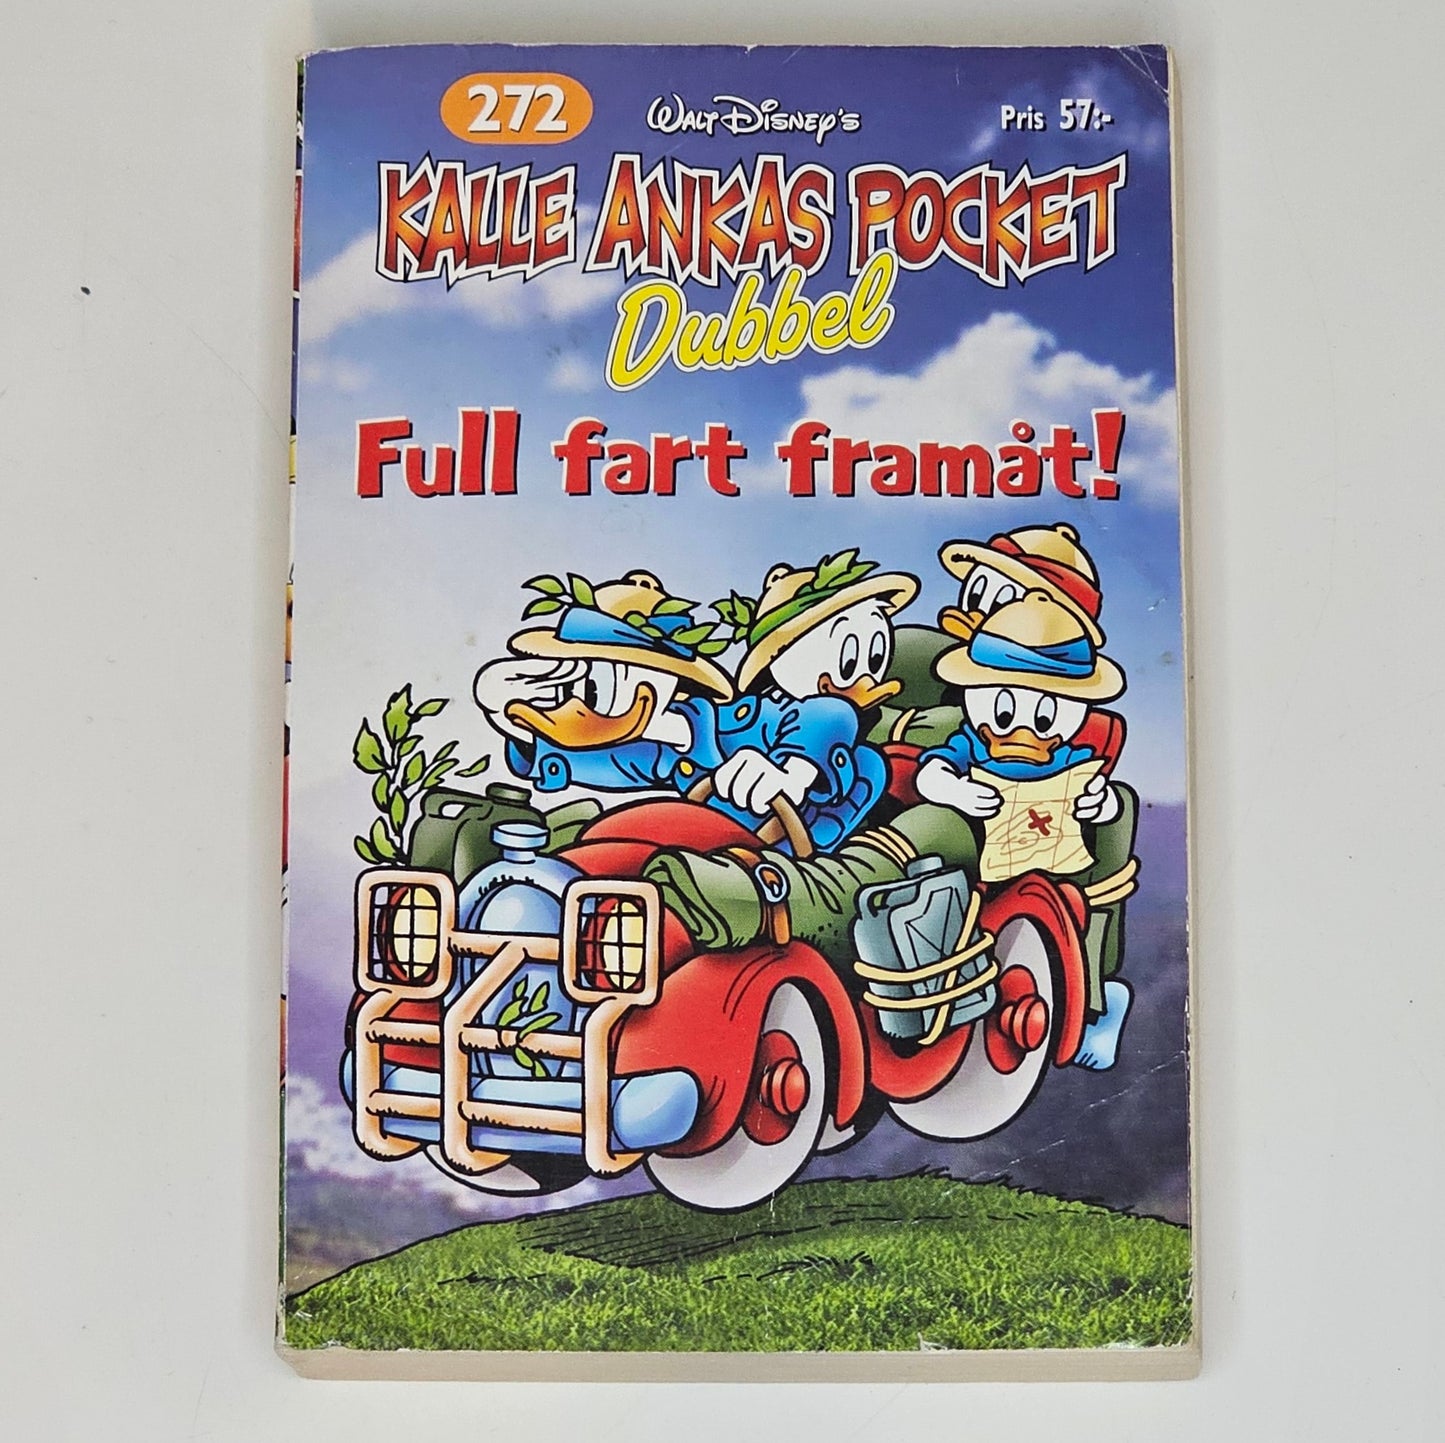 272
WALT DISNEY'S
Pris 57:-
KALLE ANKAS POCKET
Dubbel
Full fart framåt!